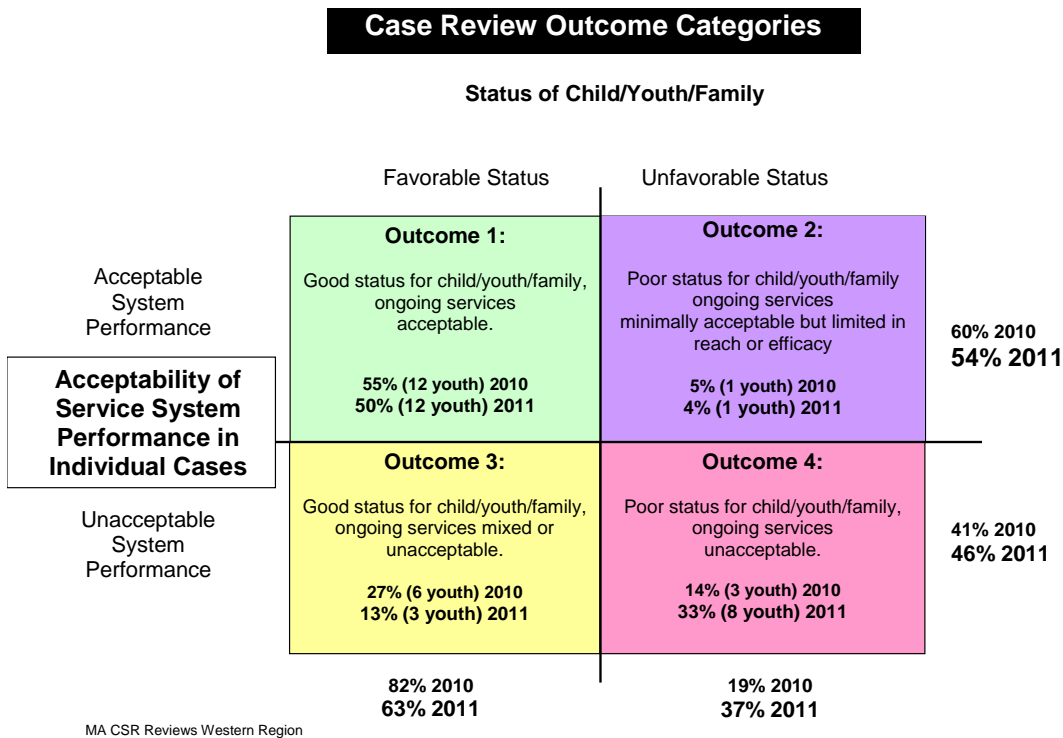 Case Review Outcome Categories
Status of Child/Youth/Family
Favorable Status
Unfavorable Status
Acceptable
System
Performance
Outcome 1:
Good status for child/youth/family,
ongoing services
acceptable.
55% (12 youth) 2010
50% (12 youth) 2011
Outcome 2:
Poor status for child/youth/family
ongoing services
minimally acceptable but limited in
reach or efficacy
5% (1 youth) 2010
4% (1 youth) 2011
60% 2010
54% 2011
Acceptability of
Service System
Performance in
Individual Cases
Unacceptable
System
Performance
Outcome 3:
Good status for child/youth/family,
ongoing services mixed or
unacceptable.
27% (6 youth) 2010
13% (3 youth) 2011
Outcome 4:
Poor status for child/youth/family,
ongoing services
unacceptable.
14% (3 youth) 2010
33% (8 youth) 2011
41% 2010
46% 2011
82% 2010
63% 2011
19% 2010
37% 2011
MA CSR Reviews Western Region